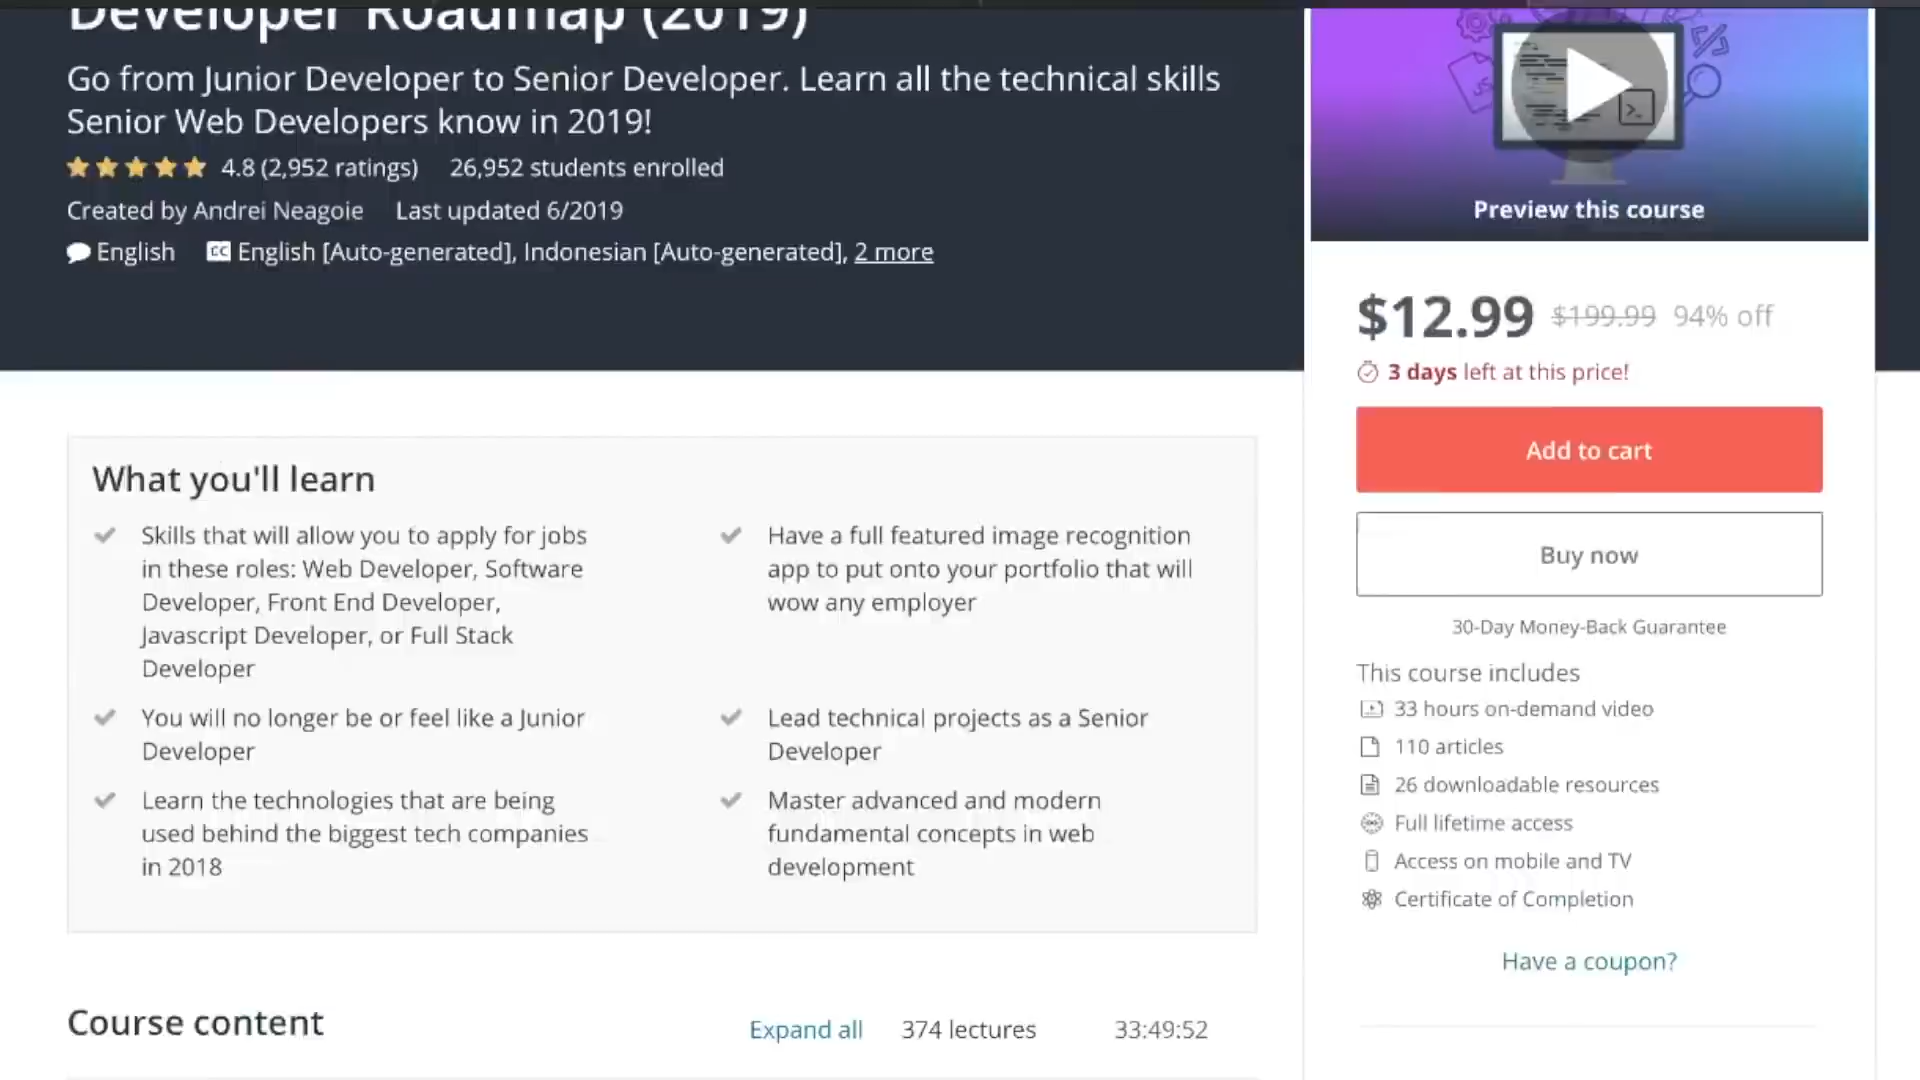 Developer Roadmap (2019)
Go from Junior Developer to Senior Developer. Learn all the technical skills
Senior Web Developers know in 2019!
4.8 (2,952 ratings) 26,952 students enrolled
Created by Andrei Neagoie Last updated 6/2019
English CC English [Auto-generated], Indonesian [Auto-generated], 2 more
What you'll learn
Skills that will allow you to apply for jobs
in these roles: Web Developer, Software
Developer, Front End Developer,
Javascript Developer, or Full Stack
Developer
Have a full featured image recognition
app to put onto your portfolio that will
wow any employer
You will no longer be or feel like a Junior
Developer
Lead technical projects as a Senior
Developer
Learn the technologies that are being
used behind the biggest tech companies
in 2018
Master advanced and modern
fundamental concepts in web
development
Course content
Expand all 374 lectures 33:49:52
JS
Preview this course
$12.99 $199.99 94% off
3 days left at this price!
Add to cart
Buy now
30-Day Money-Back Guarantee
This course includes
33 hours on-demand video
110 articles
26 downloadable resources
Full lifetime access
Access on mobile and TV
Certificate of Completion
Have a coupon?